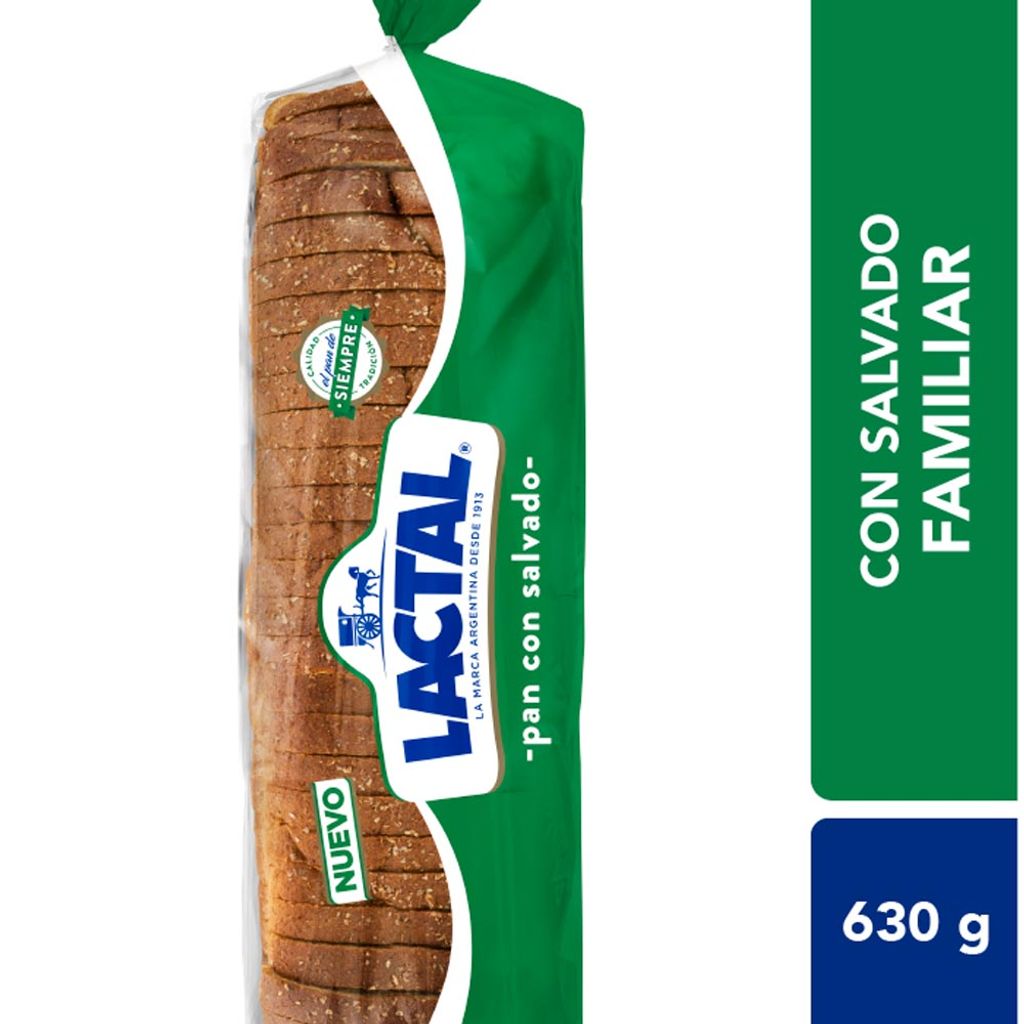 CALIDAD
el pan de
·SIEMPRE·
TRADICIÓN
LACTAL®
LA MARCA ARGENTINA DESDE 1913
-pan con salvado-
NUEVO
CON SALVADO
FAMILIAR
630 g